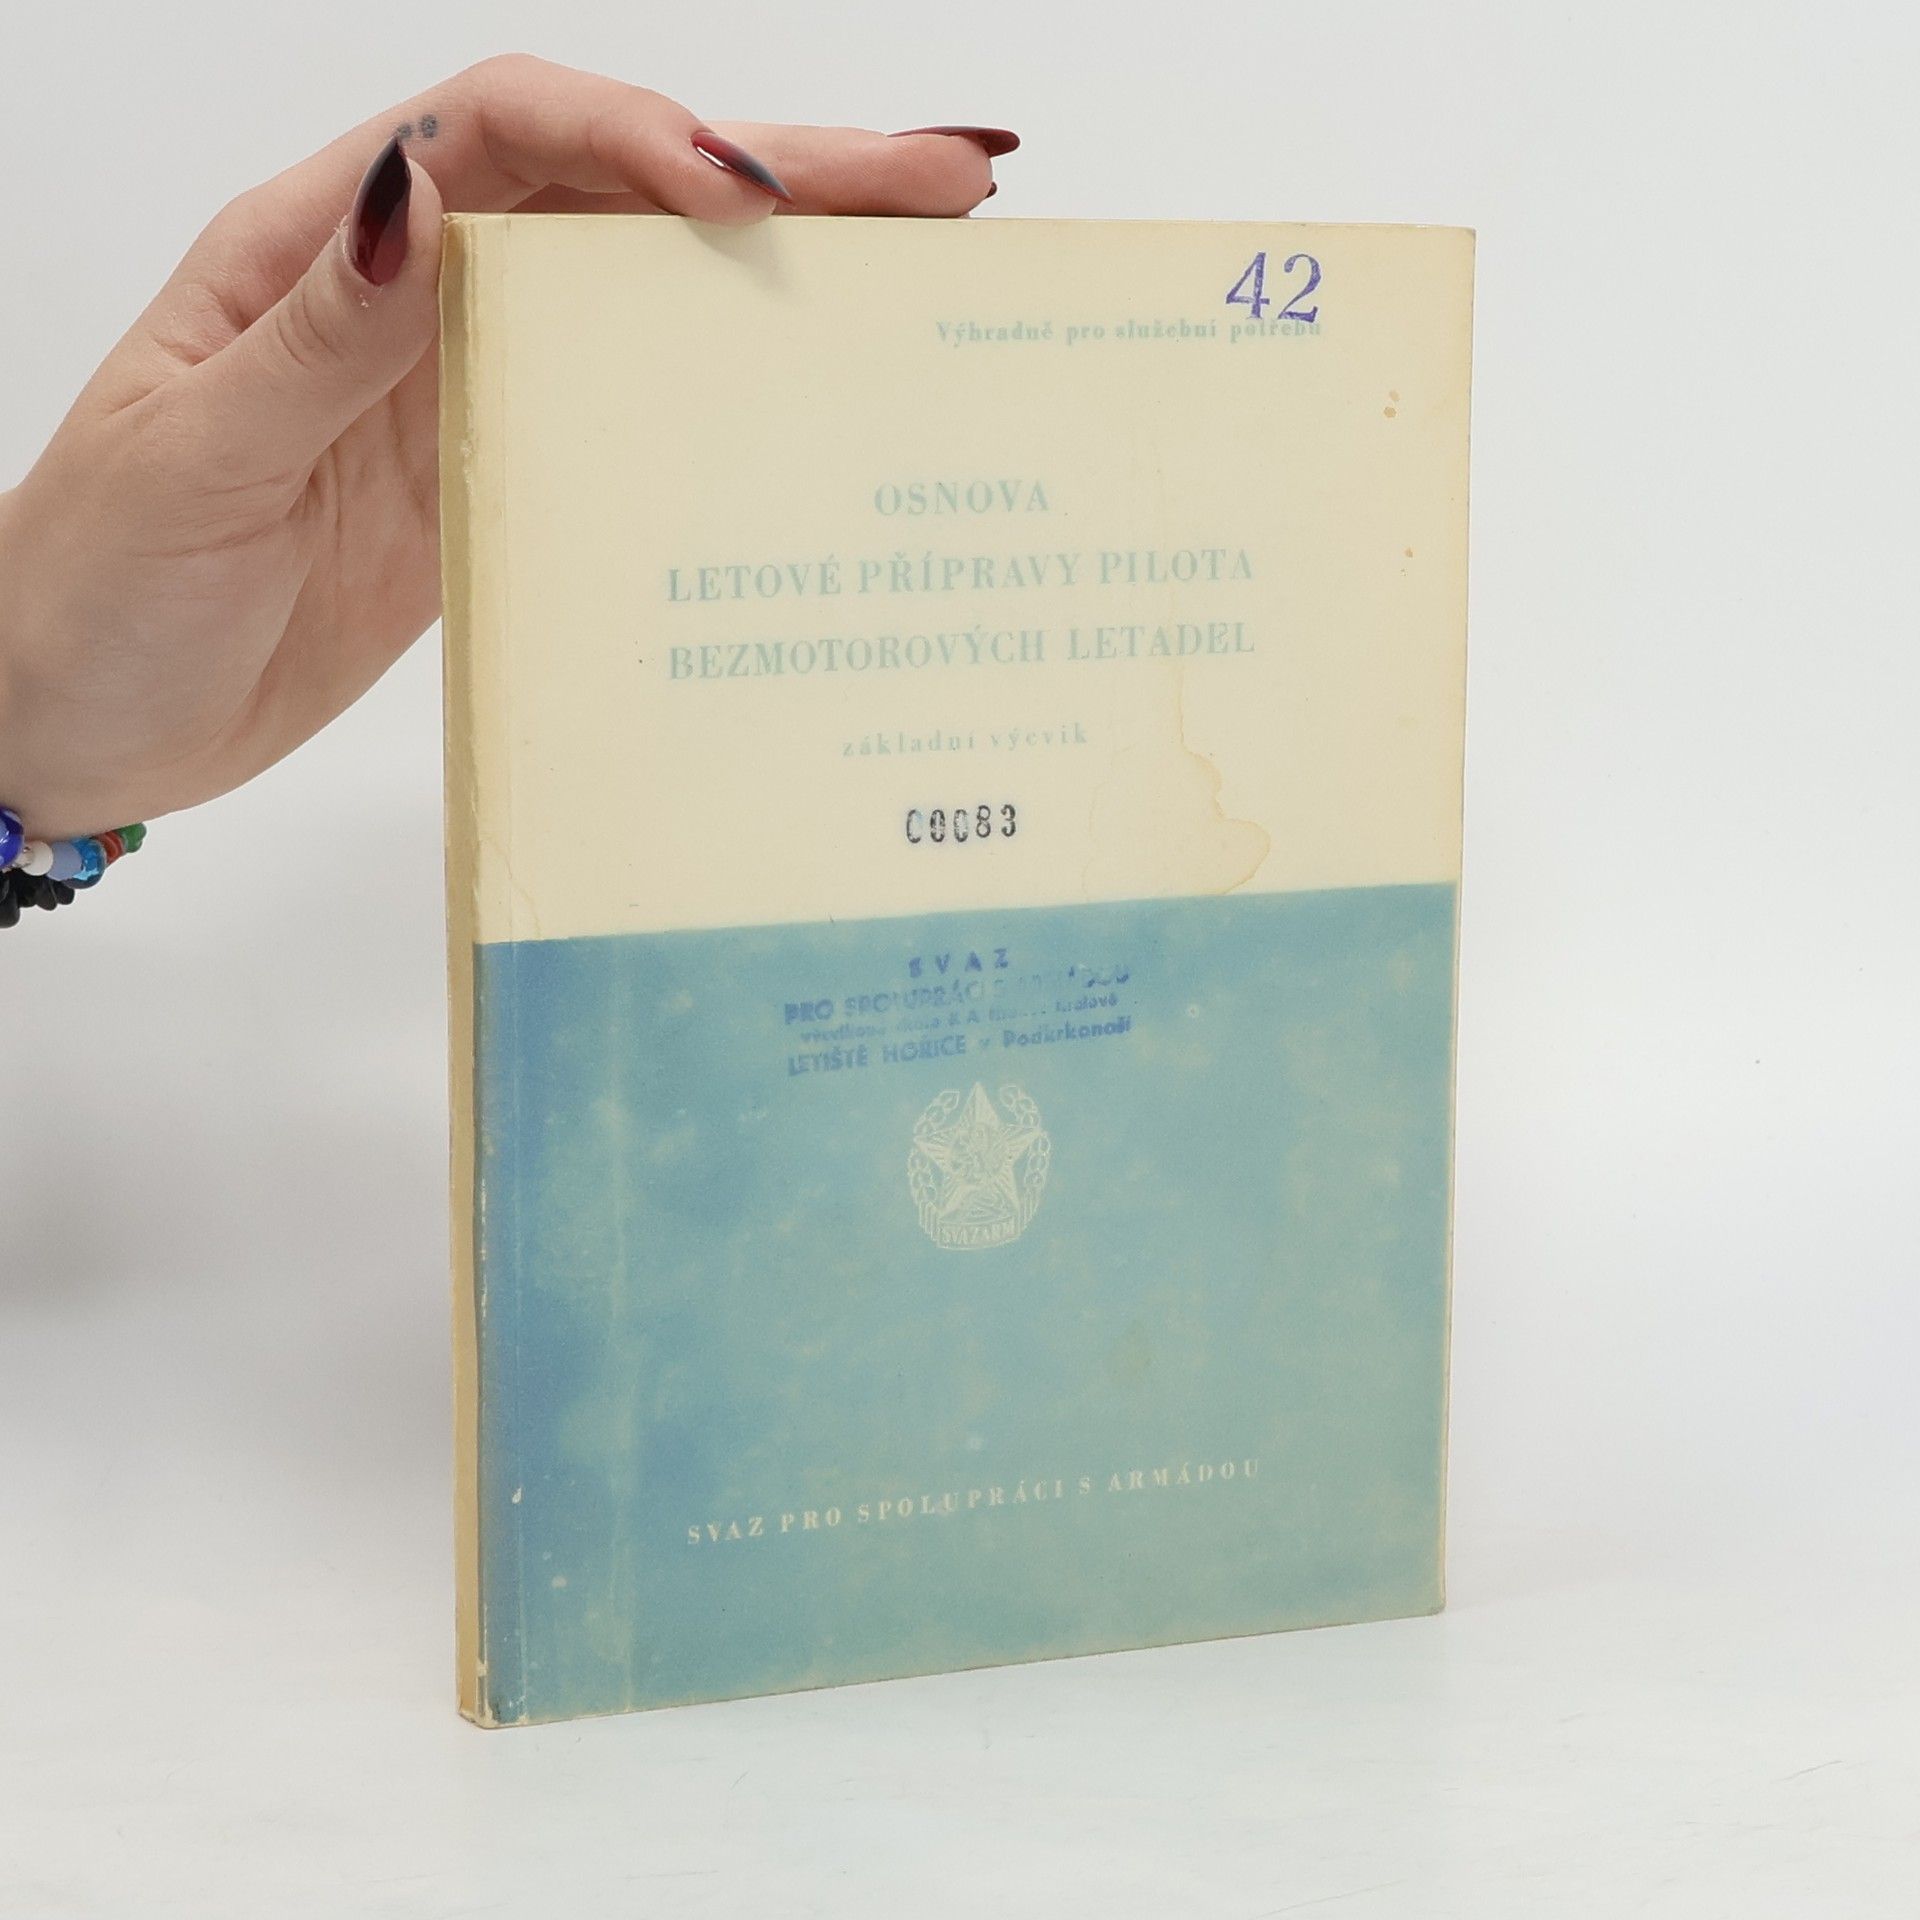 42
Výhradně pro služební potřebu
OSNOVA
LETOVÉ PŘÍPRAVY PILOTA
BEZMOTOROVÝCH LETADEL
základní výcvik
C0083
SVAZ
PRO SPOLUPRÁCI S
LETIŠTĚ HOŘICE v Podkrkonoší
SVAZARM
SVAZ PRO SPOLUPRÁCI S ARMÁDOU